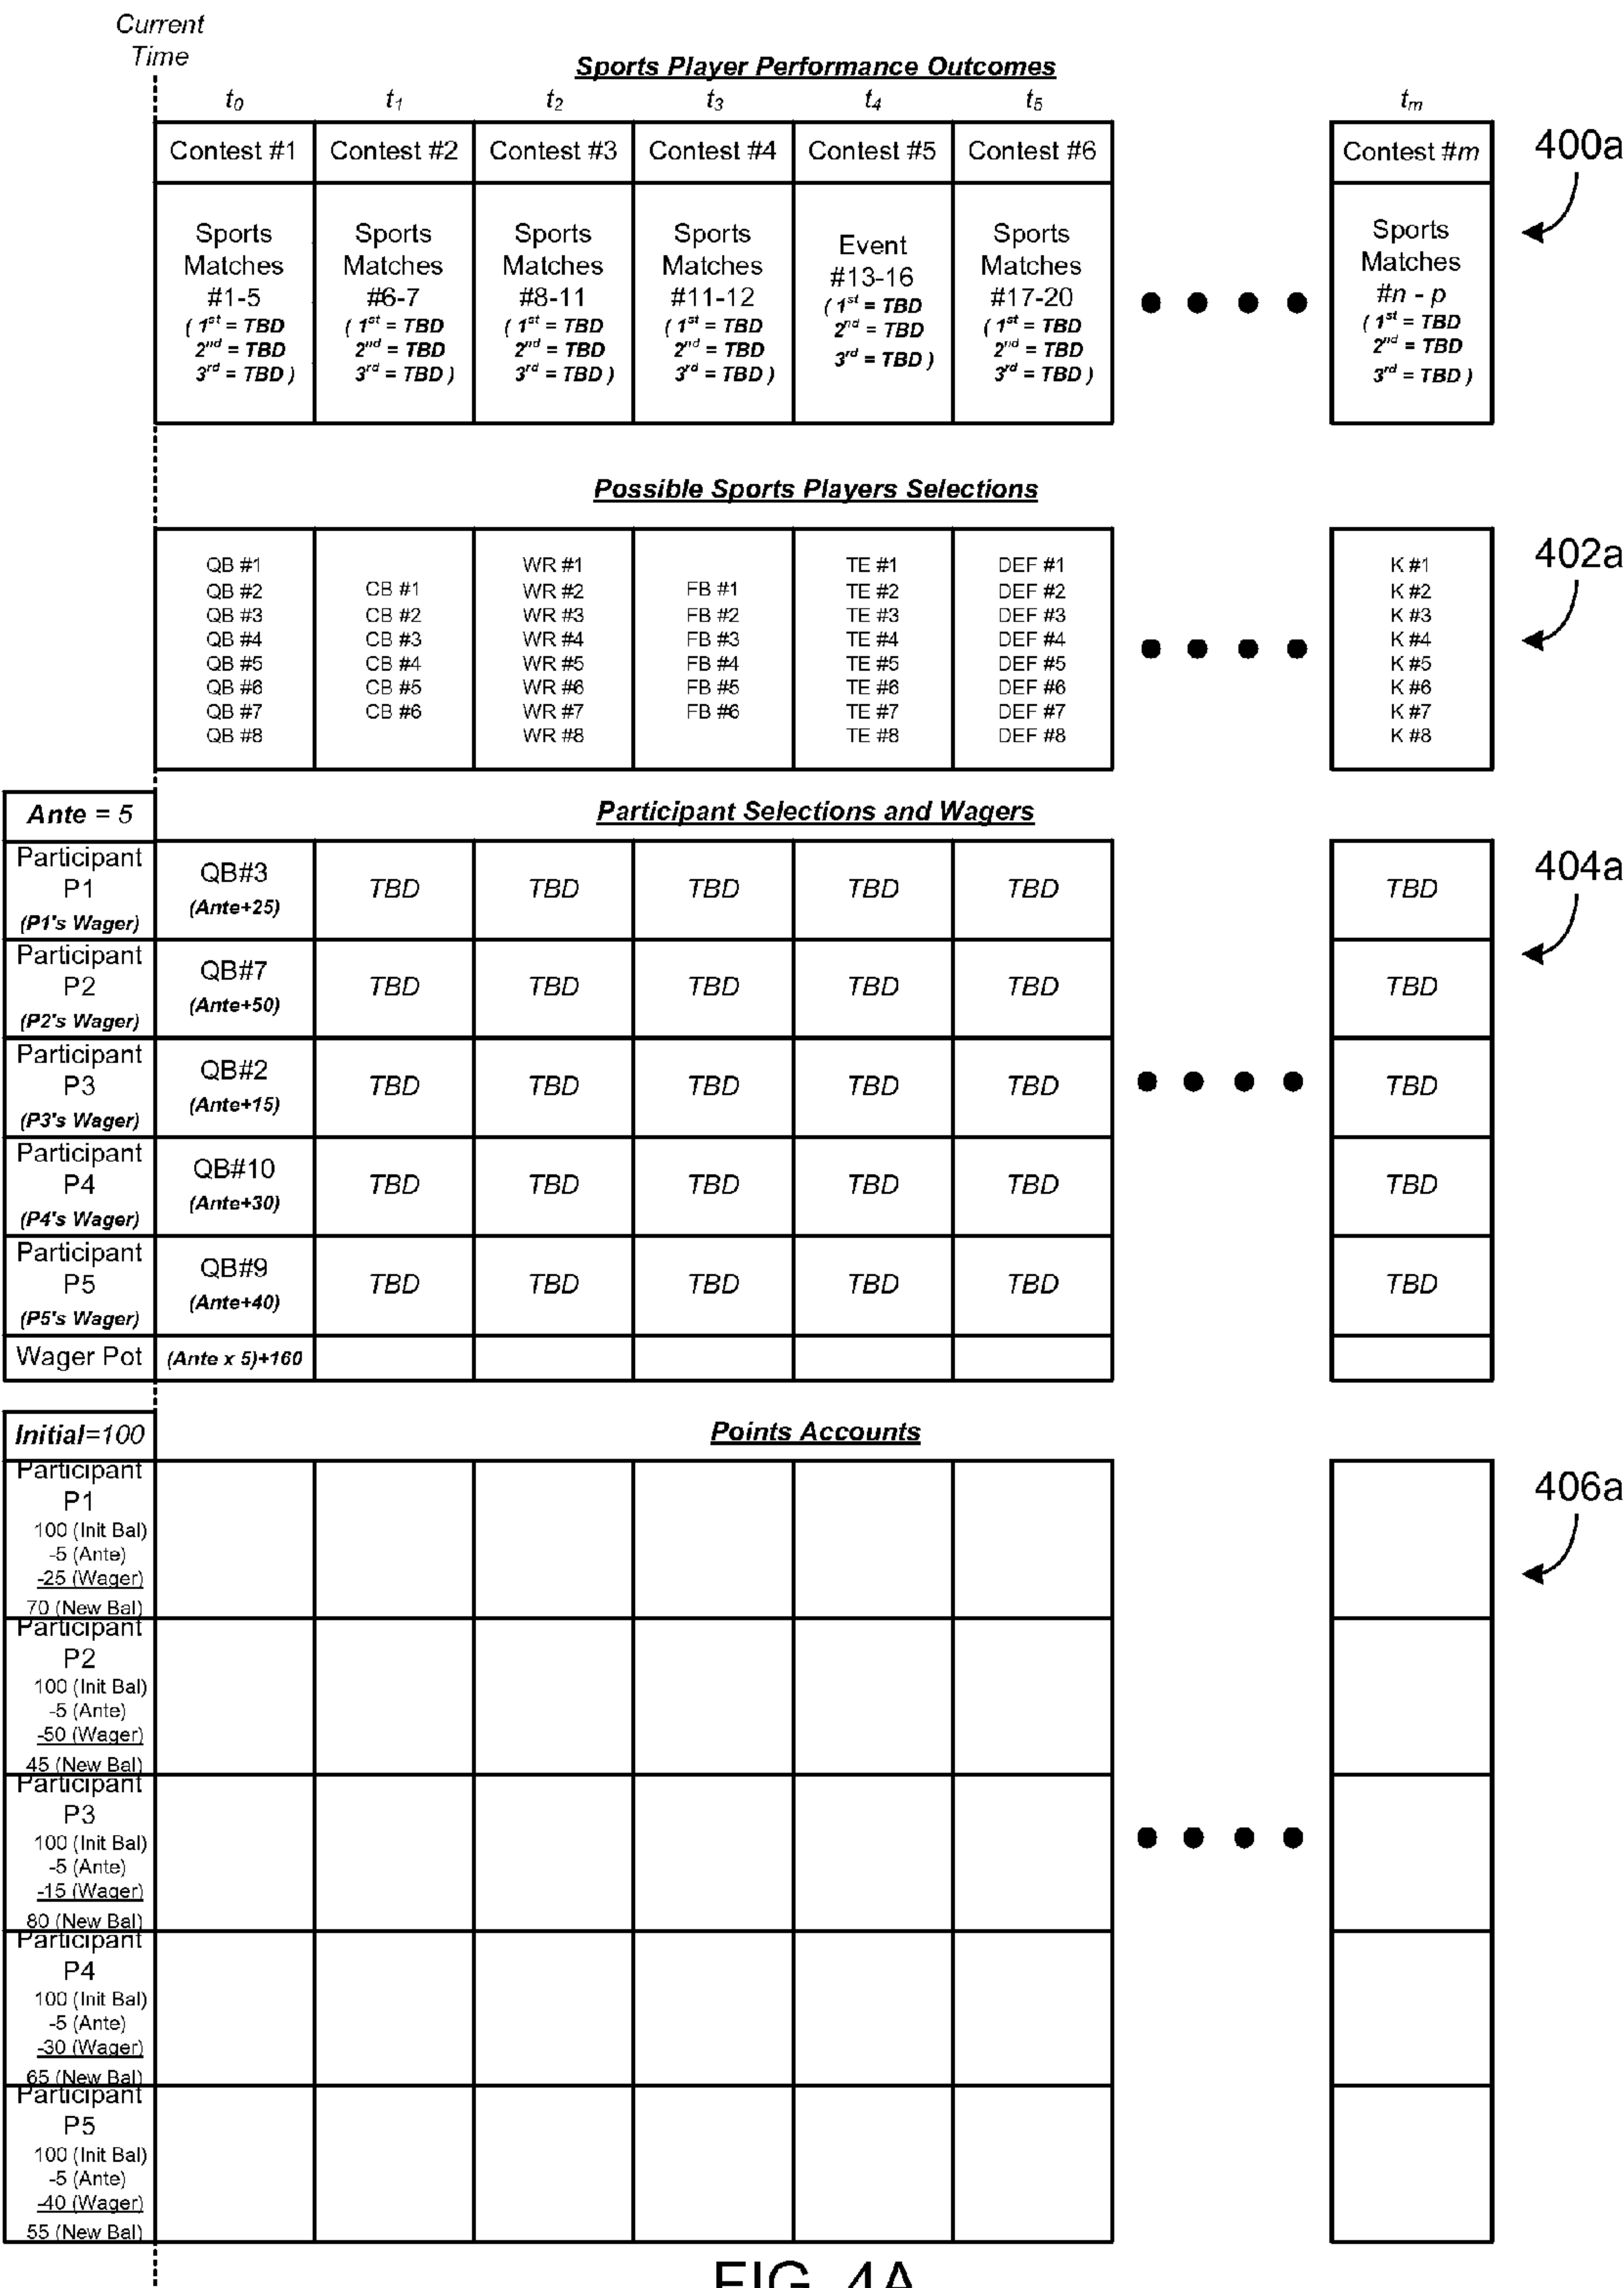 Current
Time
Sports Player Performance Outcomes
t0 t1 t2 t3 t4 t5 tm
Contest #1 Contest #2 Contest #3 Contest #4 Contest #5 Contest #6 Contest #m
400a
Sports Matches #1-5 ( 1st = TBD 2nd = TBD 3rd = TBD )
Sports Matches #6-7 ( 1st = TBD 2nd = TBD 3rd = TBD )
Sports Matches #8-11 ( 1st = TBD 2nd = TBD 3rd = TBD )
Sports Matches #11-12 ( 1st = TBD 2nd = TBD 3rd = TBD )
Event #13-16 ( 1st = TBD 2nd = TBD 3rd = TBD )
Sports Matches #17-20 ( 1st = TBD 2nd = TBD 3rd = TBD )
Sports Matches #n - p ( 1st = TBD 2nd = TBD 3rd = TBD )
Possible Sports Players Selections
402a
QB #1 WR #1 TE #1 DEF #1 K #1
QB #2 CB #1 WR #2 FB #1 TE #2 DEF #2 K #2
QB #3 CB #2 WR #3 FB #2 TE #3 DEF #3 K #3
QB #4 CB #3 WR #4 FB #3 TE #4 DEF #4 K #4
QB #5 CB #4 WR #5 FB #4 TE #5 DEF #5 K #5
QB #6 CB #5 WR #6 FB #5 TE #6 DEF #6 K #6
QB #7 CB #6 WR #7 FB #6 TE #7 DEF #7 K #7
QB #8 WR #8 TE #8 DEF #8 K #8
Ante = 5
Participant Selections and Wagers
404a
Participant
P1
(P1's Wager)
QB#3
(Ante+25)
TBD TBD TBD TBD TBD TBD
Participant
P2
(P2's Wager)
QB#7
(Ante+50)
TBD TBD TBD TBD TBD TBD
Participant
P3
(P3's Wager)
QB#2
(Ante+15)
TBD TBD TBD TBD TBD TBD
Participant
P4
(P4's Wager)
QB#10
(Ante+30)
TBD TBD TBD TBD TBD TBD
Participant
P5
(P5's Wager)
QB#9
(Ante+40)
TBD TBD TBD TBD TBD TBD
Wager Pot (Ante x 5)+160
Initial=100
Points Accounts
406a
Participant
P1
100 (Init Bal)
-5 (Ante)
-25 (Wager)
70 (New Bal)
Participant
P2
100 (Init Bal)
-5 (Ante)
-50 (Wager)
45 (New Bal)
Participant
P3
100 (Init Bal)
-5 (Ante)
-15 (Wager)
80 (New Bal)
Participant
P4
100 (Init Bal)
-5 (Ante)
-30 (Wager)
65 (New Bal)
Participant
P5
100 (Init Bal)
-5 (Ante)
-40 (Wager)
55 (New Bal)
FIG. 4A